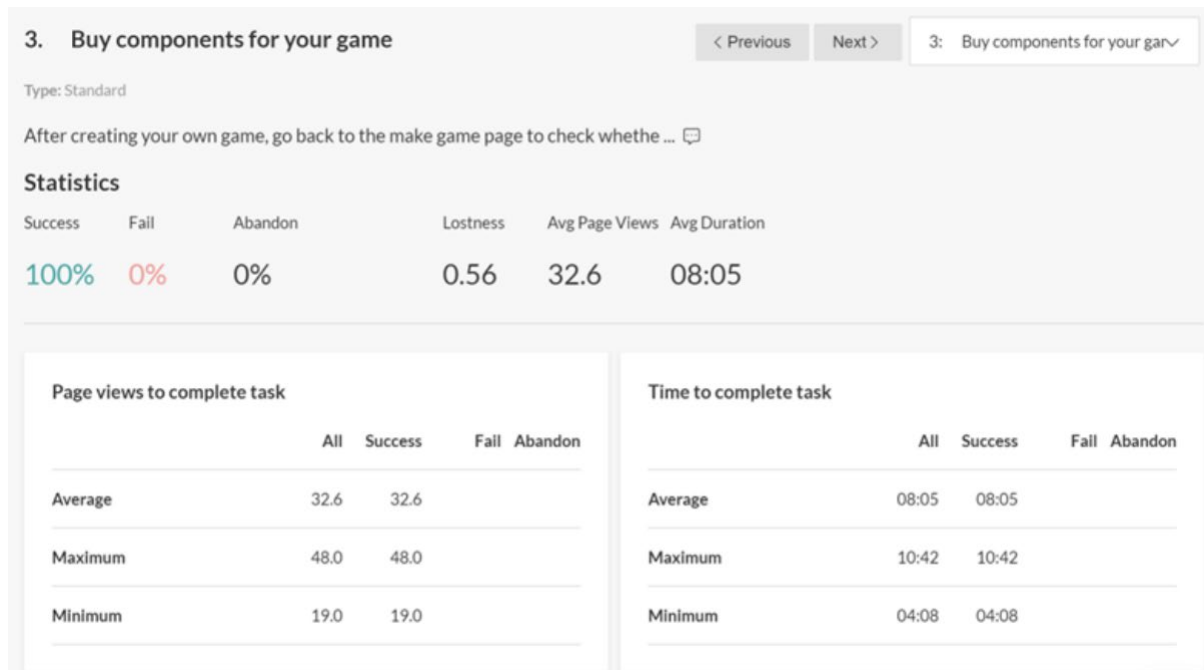 3. Buy components for your game
< Previous Next > 3: Buy components for your gar
Type: Standard
After creating your own game, go back to the make game page to check whethe ...
Statistics
Success Fail Abandon Lostness Avg Page Views Avg Duration
100% 0% 0% 0.56 32.6 08:05
Page views to complete task
All Success Fail Abandon
Average 32.6 32.6
Maximum 48.0 48.0
Minimum 19.0 19.0
Time to complete task
All Success Fail Abandon
Average 08:05 08:05
Maximum 10:42 10:42
Minimum 04:08 04:08